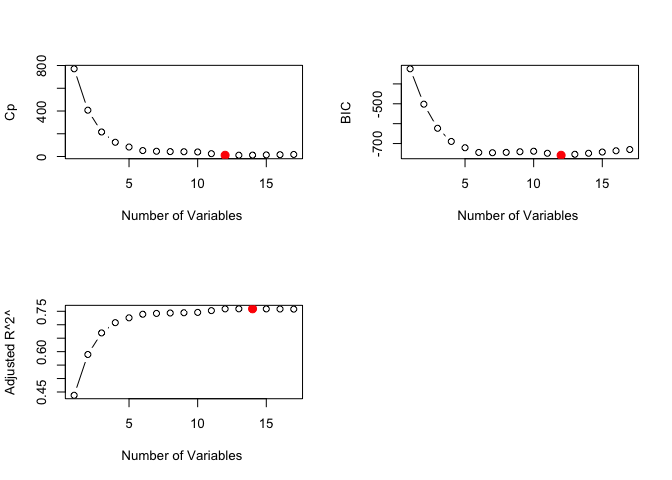 Cp
800
400
0
5 10 15
Number of Variables
BIC
-500
-700
5 10 15
Number of Variables
Adjusted R^2^
0.75
0.60
0.45
5 10 15
Number of Variables